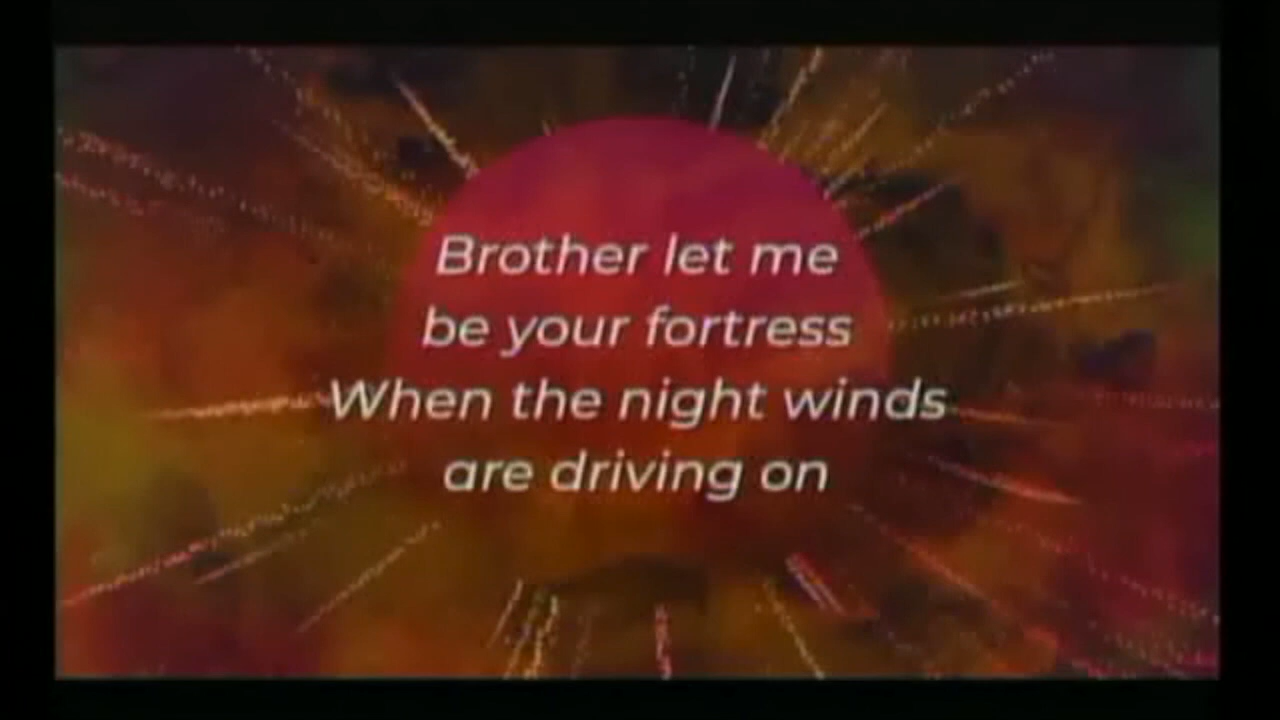 Brother let me
be your fortress
When the night winds
are driving on